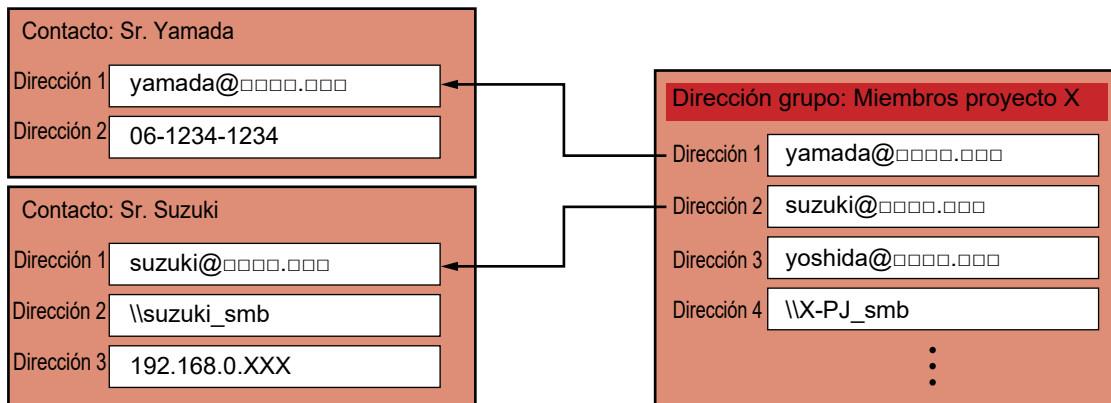 Contacto: Sr. Yamada
Dirección 1 yamada@□□□□.□□□
Dirección 2 06-1234-1234
Contacto: Sr. Suzuki
Dirección 1 suzuki@□□□□.□□□
Dirección 2 \\suzuki_smb
Dirección 3 192.168.0.XXX
Dirección grupo: Miembros proyecto X
Dirección 1 yamada@□□□□.□□□
Dirección 2 suzuki@□□□□.□□□
Dirección 3 yoshida@□□□□.□□□
Dirección 4 \\X-PJ_smb